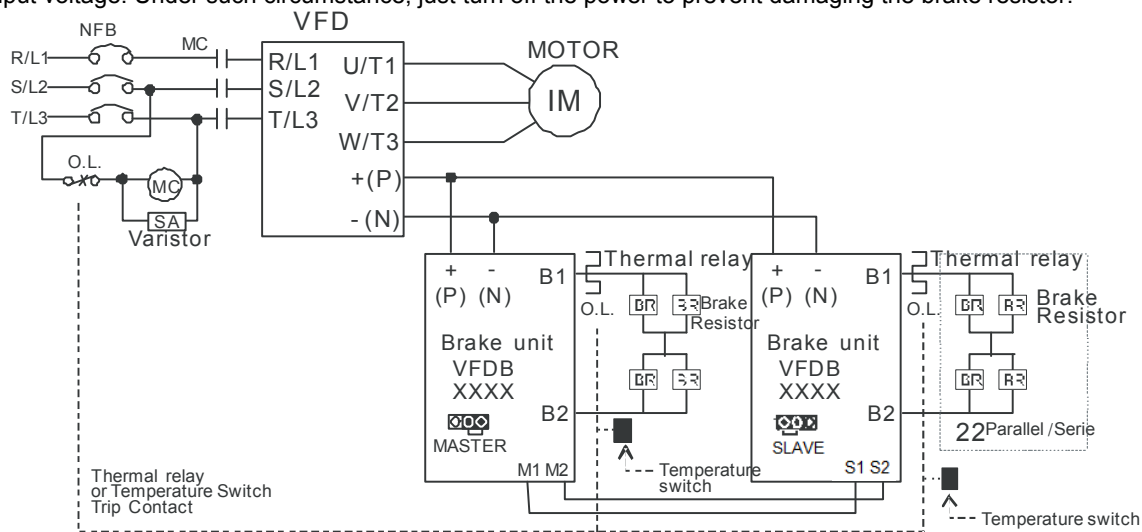 input voltage. Under such circumstance, just turn off the power to prevent damaging the brake resistor.
VFD
NFB
MC
MOTOR
R/L1
R/L1
U/T1
S/L2
S/L2
V/T2
IM
T/L3
T/L3
W/T3
O.L.
MC
+(P)
SA
Varistor
-(N)
+ -
(P) (N)
B1
Thermal relay
O.L.
BR
Brake
Resistor
Brake unit
VFDB
XXXX
BR
B2
MASTER
M1 M2
Temperature
switch
+ -
(P) (N)
B1
Thermal relay
O.L.
BR
Brake
Resistor
Brake unit
VFDB
XXXX
BR
B2
SLAVE
22Parallel /Serie
S1 S2
Temperature switch
Thermal relay
or Temperature Switch
Trip Contact